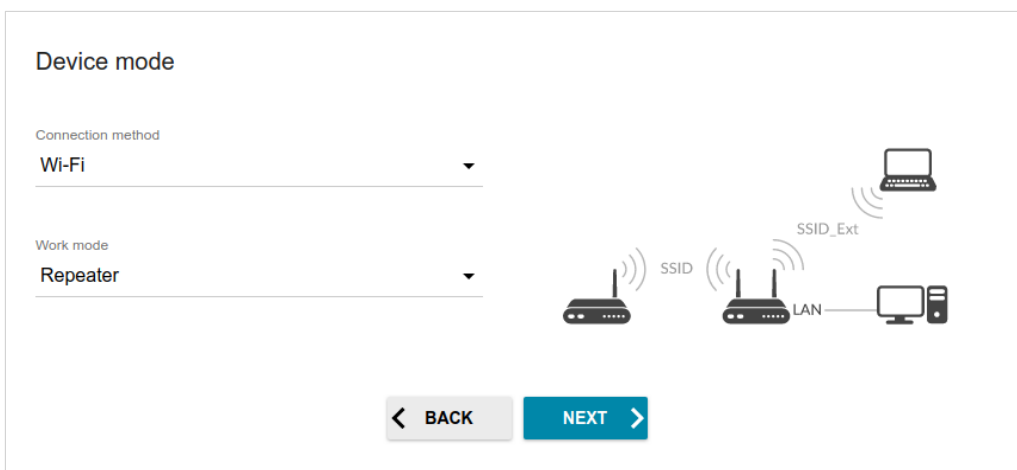 Device mode
Connection method
Wi-Fi
Work mode
Repeater
SSID
SSID_Ext
LAN
BACK
NEXT